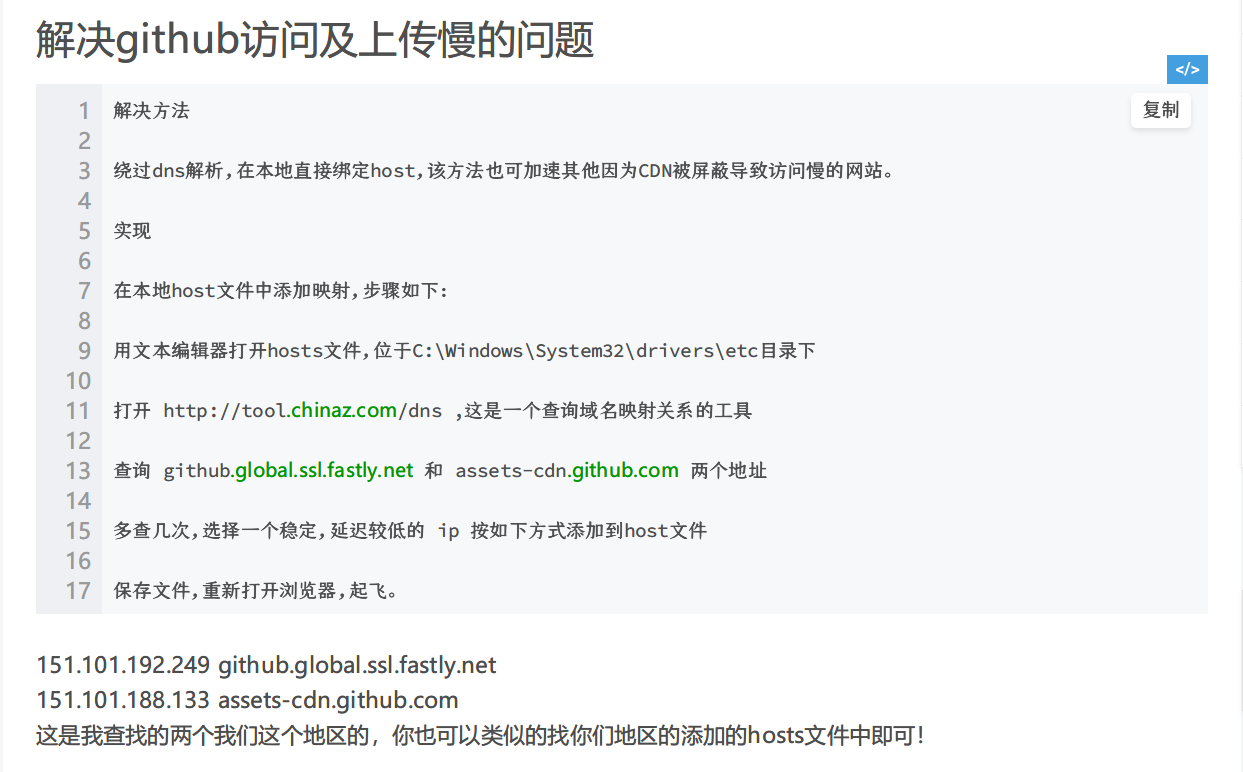 解决github访问及上传慢的问题
</>
复制
1 解决方法
2
3 绕过dns解析,在本地直接绑定host,该方法也可加速其他因为CDN被屏蔽导致访问慢的网站。
4
5 实现
6
7 在本地host文件中添加映射,步骤如下:
8
9 用文本编辑器打开hosts文件,位于C:\Windows\System32\drivers\etc目录下
10
11 打开 http://tool.chinaz.com/dns ,这是一个查询域名映射关系的工具
12
13 查询 github.global.ssl.fastly.net 和 assets-cdn.github.com 两个地址
14
15 多查几次,选择一个稳定,延迟较低的 ip 按如下方式添加到host文件
16
17 保存文件,重新打开浏览器,起飞。
151.101.192.249 github.global.ssl.fastly.net
151.101.188.133 assets-cdn.github.com
这是我查找的两个我们这个地区的，你也可以类似的找你们地区的添加的hosts文件中即可！